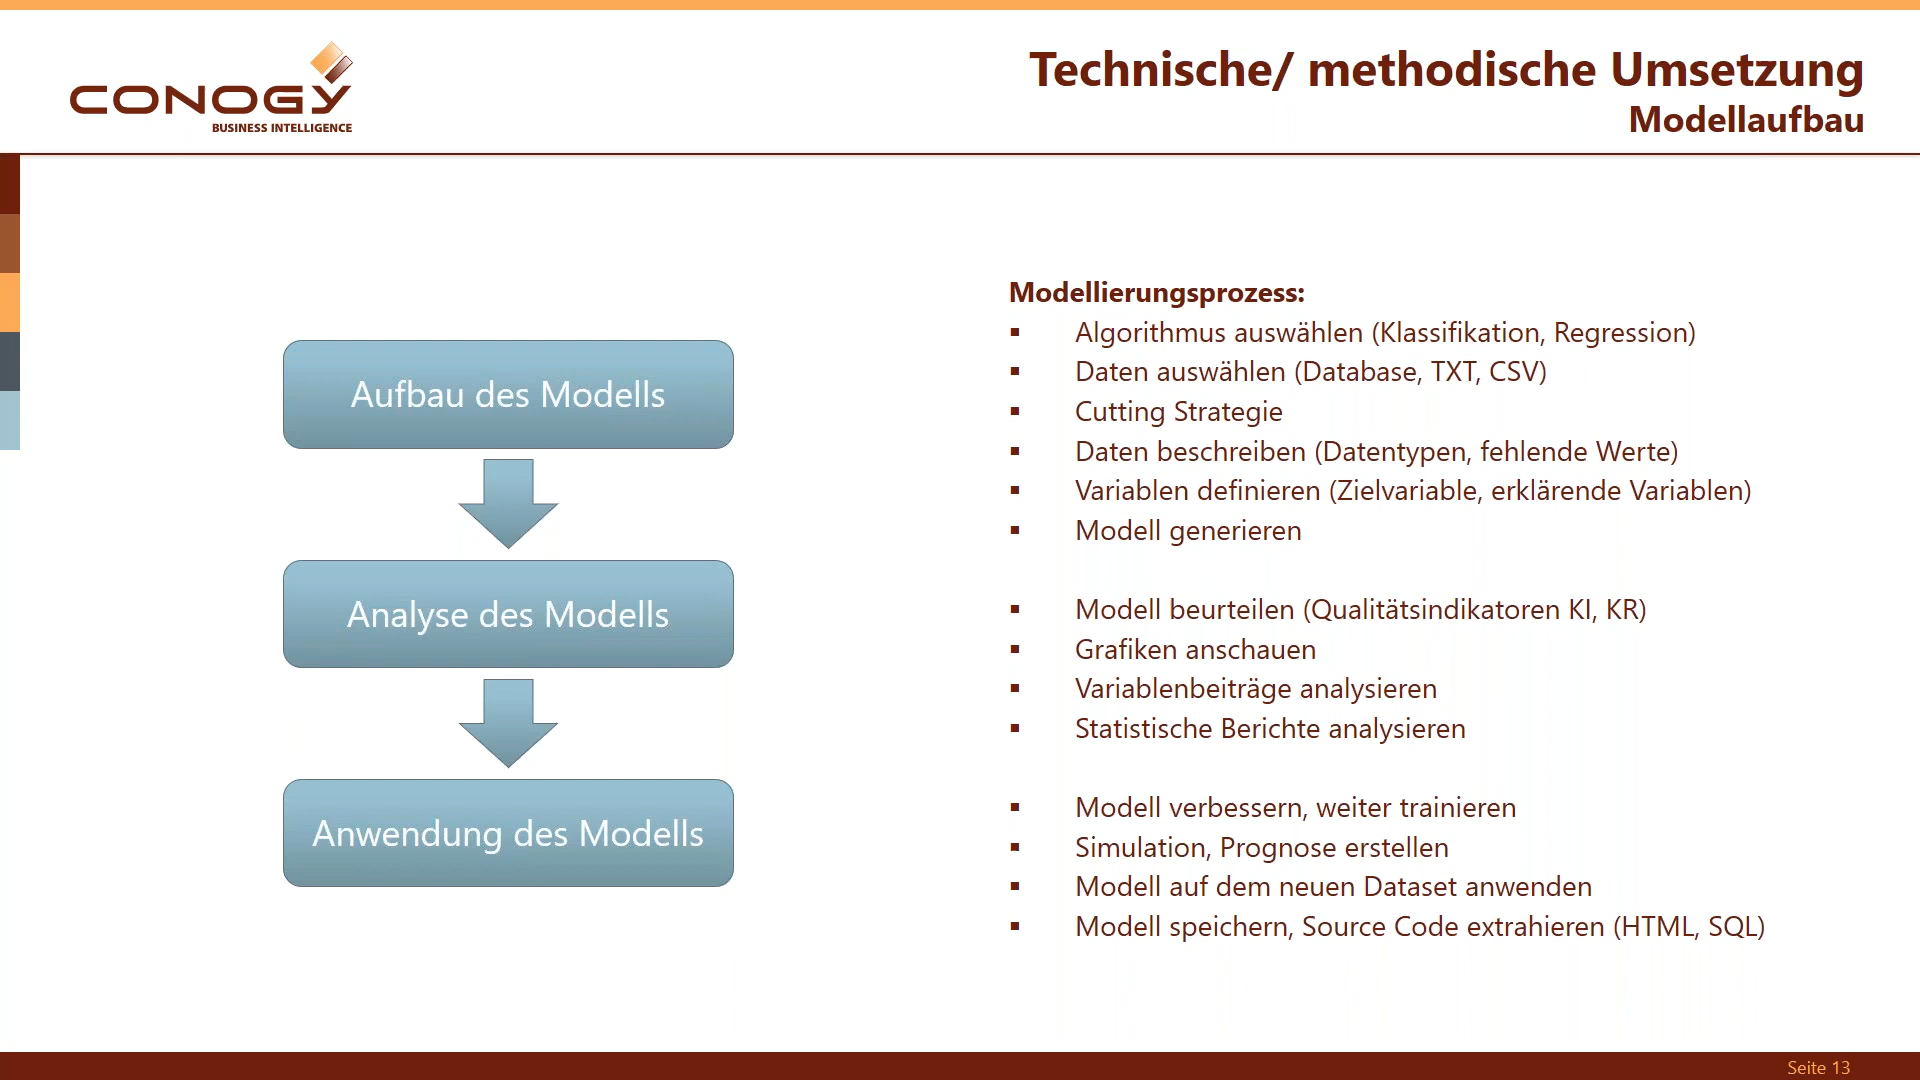 CONOGY
BUSINESS INTELLIGENCE
Technische/ methodische Umsetzung
Modellaufbau
Aufbau des Modells
Analyse des Modells
Anwendung des Modells
Modellierungsprozess:
▪ Algorithmus auswählen (Klassifikation, Regression)
▪ Daten auswählen (Database, TXT, CSV)
▪ Cutting Strategie
▪ Daten beschreiben (Datentypen, fehlende Werte)
▪ Variablen definieren (Zielvariable, erklärende Variablen)
▪ Modell generieren
▪ Modell beurteilen (Qualitätsindikatoren KI, KR)
▪ Grafiken anschauen
▪ Variablenbeiträge analysieren
▪ Statistische Berichte analysieren
▪ Modell verbessern, weiter trainieren
▪ Simulation, Prognose erstellen
▪ Modell auf dem neuen Dataset anwenden
▪ Modell speichern, Source Code extrahieren (HTML, SQL)
Seite 13